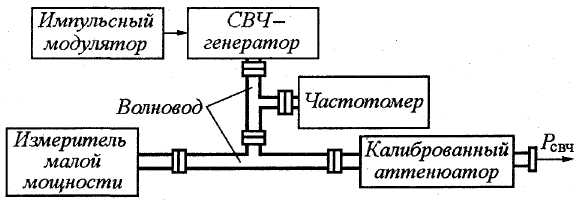 Импульсный
модулятор
СВЧ–
генератор
Волновод
Частотомер
Измеритель
малой
мощности
Калиброванный
аттенюатор
Pсвч